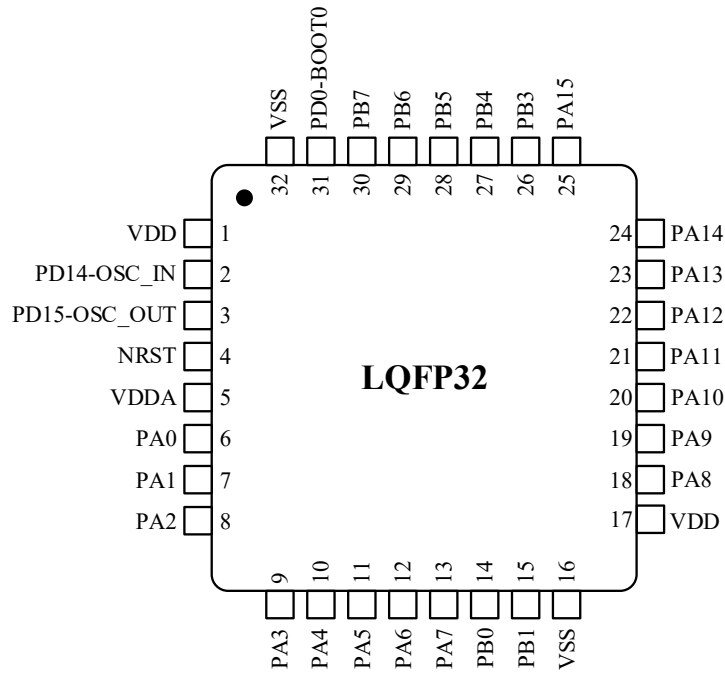 VSS
PD0-BOOT0
PB7
PB6
PB5
PB4
PB3
PA15
32
31
30
29
28
27
26
25
VDD 1
PD14-OSC_IN 2
PD15-OSC_OUT 3
NRST 4
VDDA 5
PA0 6
PA1 7
PA2 8
LQFP32
24 PA14
23 PA13
22 PA12
21 PA11
20 PA10
19 PA9
18 PA8
17 VDD
9
10
11
12
13
14
15
16
PA3
PA4
PA5
PA6
PA7
PB0
PB1
VSS